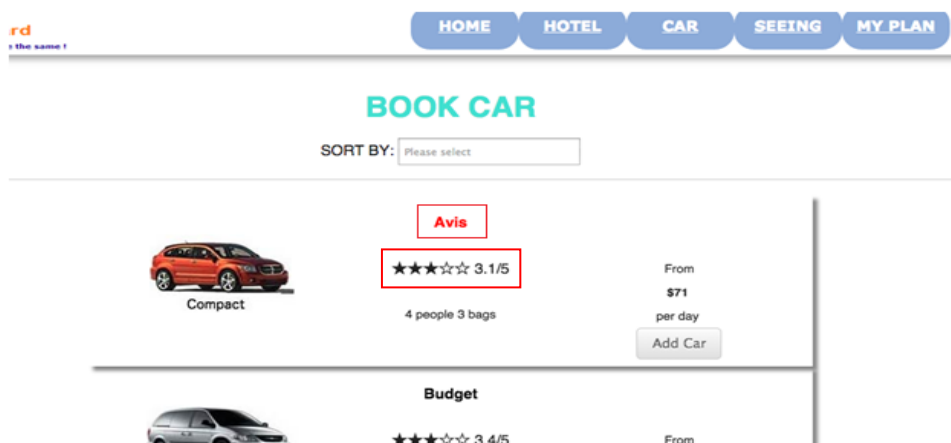 rd
e the same !
HOME HOTEL CAR SEEING MY PLAN
BOOK CAR
SORT BY: Please select
Avis
★★★☆☆ 3.1/5
Compact
4 people 3 bags
From
$71
per day
Add Car
Budget
★★★☆☆ 3.4/5
From